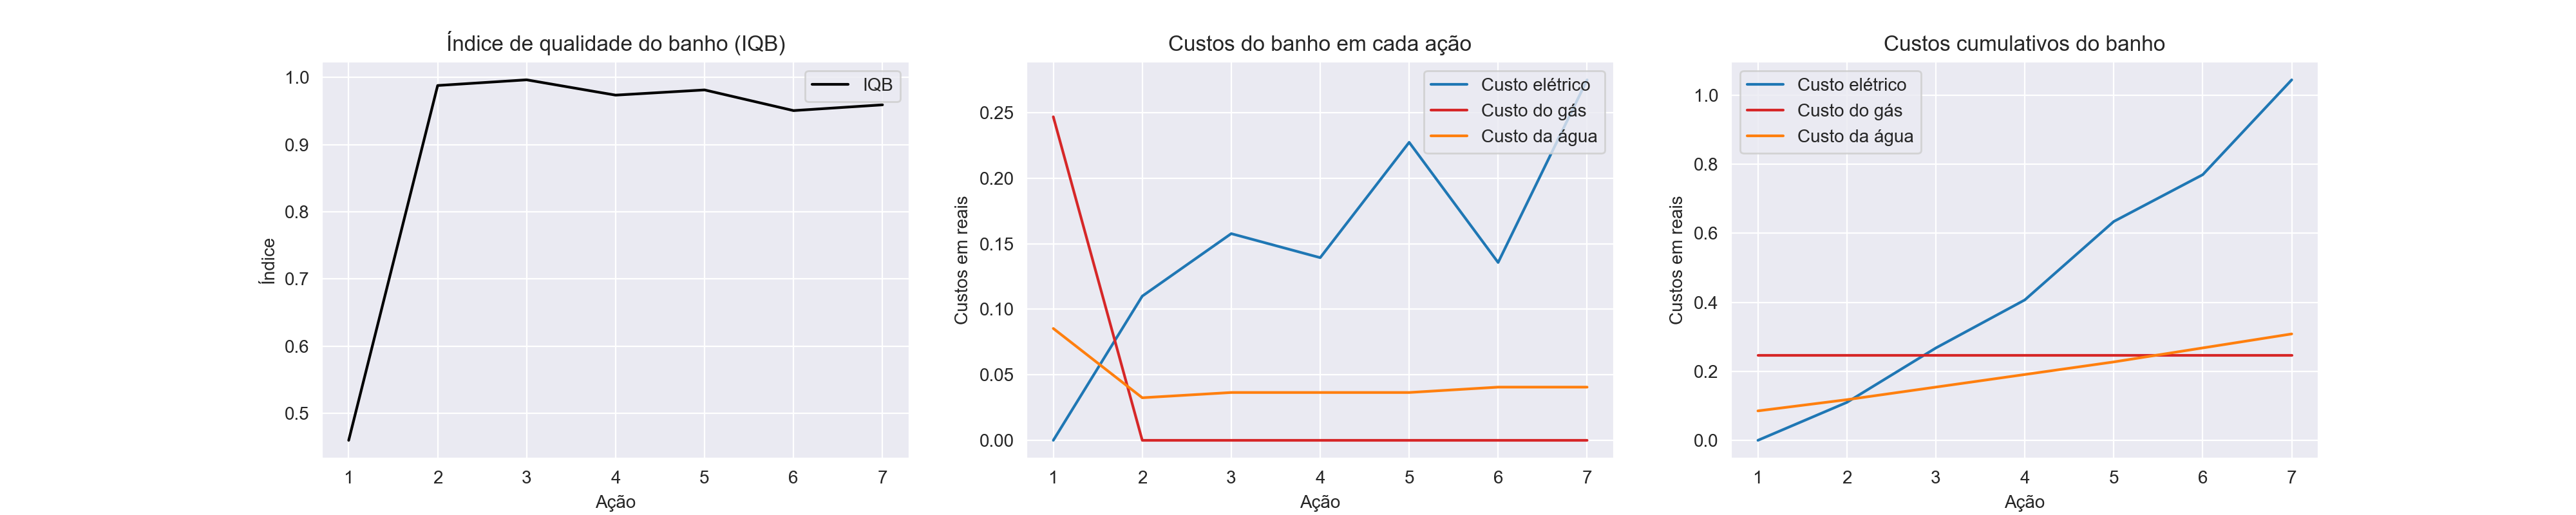 Índice de qualidade do banho (IQB)
IQB
1.0
0.9
0.8
0.7
0.6
0.5
Índice
1 2 3 4 5 6 7
Ação
Custos do banho em cada ação
Custo elétrico
Custo do gás
Custo da água
0.25
0.20
0.15
0.10
0.05
0.00
Custos em reais
1 2 3 4 5 6 7
Ação
Custos cumulativos do banho
Custo elétrico
Custo do gás
Custo da água
1.0
0.8
0.6
0.4
0.2
0.0
Custos em reais
1 2 3 4 5 6 7
Ação